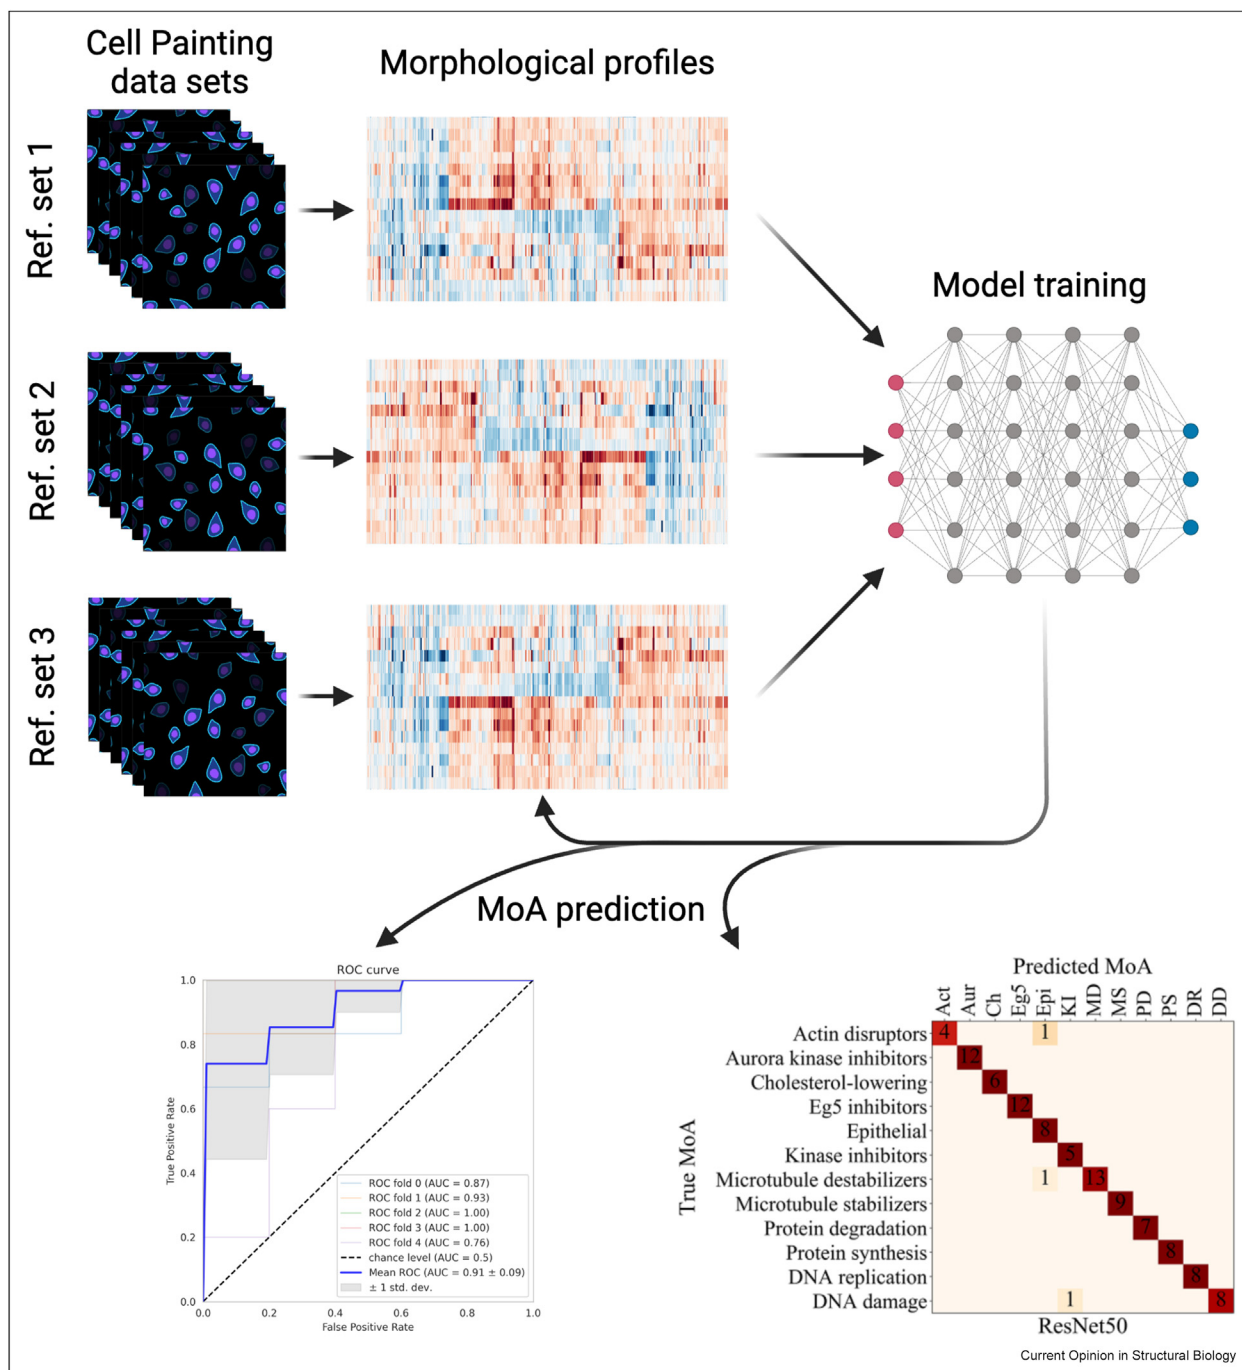 Cell Painting
data sets
Morphological profiles
Ref. set 1
Ref. set 2
Ref. set 3
Model training
MoA prediction
ROC curve
True Positive Rate
1.0
0.8
0.6
0.4
0.2
0.0
0.0 0.2 0.4 0.6 0.8 1.0
False Positive Rate
ROC fold 0 (AUC = 0.87)
ROC fold 1 (AUC = 0.93)
ROC fold 2 (AUC = 1.00)
ROC fold 3 (AUC = 1.00)
ROC fold 4 (AUC = 0.76)
chance level (AUC = 0.5)
Mean ROC (AUC = 0.91 ± 0.09)
± 1 std. dev.
Predicted MoA
Act Aur Ch Eg5 Epi KI MD MS PD PS DR DD
True MoA
Actin disruptors 4 1
Aurora kinase inhibitors 12
Cholesterol-lowering 6
Eg5 inhibitors 12
Epithelial 8
Kinase inhibitors 5
Microtubule destabilizers 1 13
Microtubule stabilizers 9
Protein degradation 7
Protein synthesis 8
DNA replication 8
DNA damage 1 8
ResNet50
Current Opinion in Structural Biology